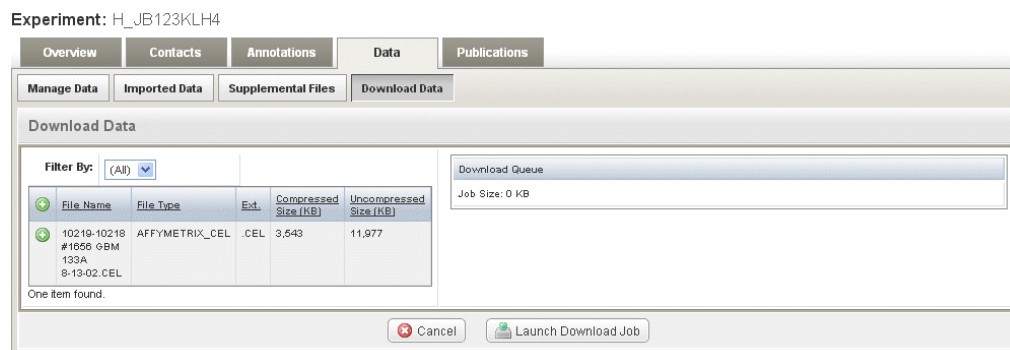 Experiment: H_JB123KLH4
Overview Contacts Annotations Data Publications
Manage Data Imported Data Supplemental Files Download Data
Download Data
Filter By: (All)
File Name File Type Ext. Compressed Size (KB) Uncompressed Size (KB)
10219-10218 AFFYMETRIX_CEL .CEL 3,543 11,977
#1656 GBM
133A
8-13-02.CEL
One item found.
Download Queue
Job Size: 0 KB
Cancel Launch Download Job